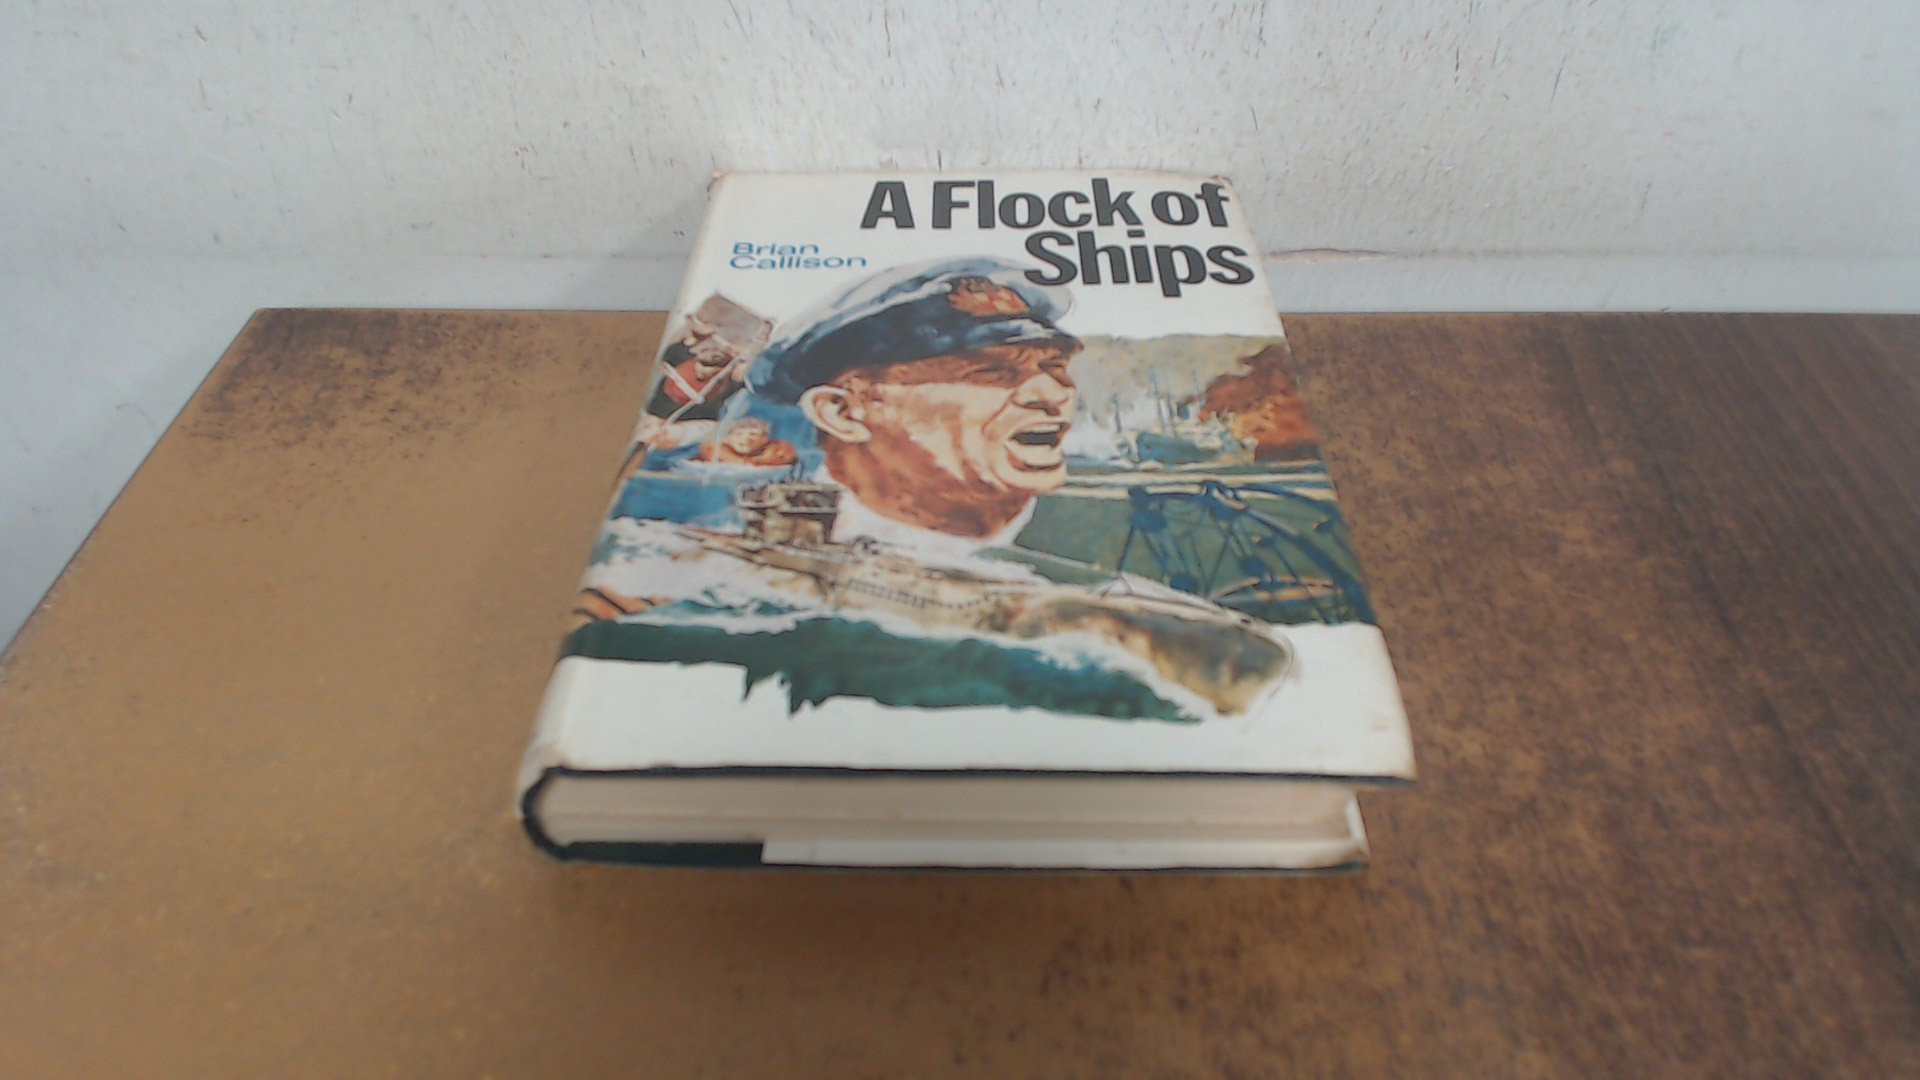 A Flock of
Ships
Brian
Callison